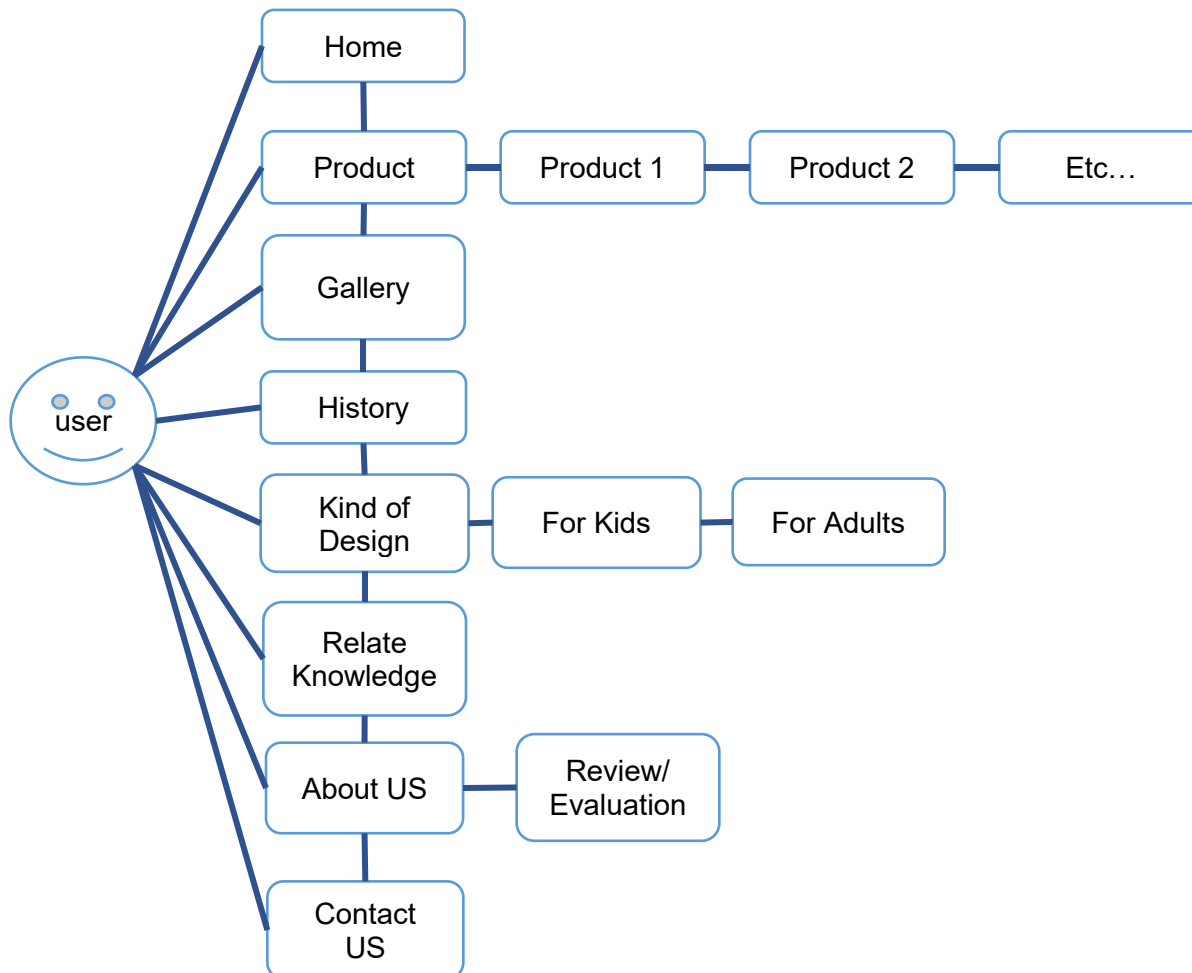 Home
Product
Product 1
Product 2
Etc…
Gallery
user
History
Kind of
Design
For Kids
For Adults
Relate
Knowledge
About US
Review/
Evaluation
Contact
US